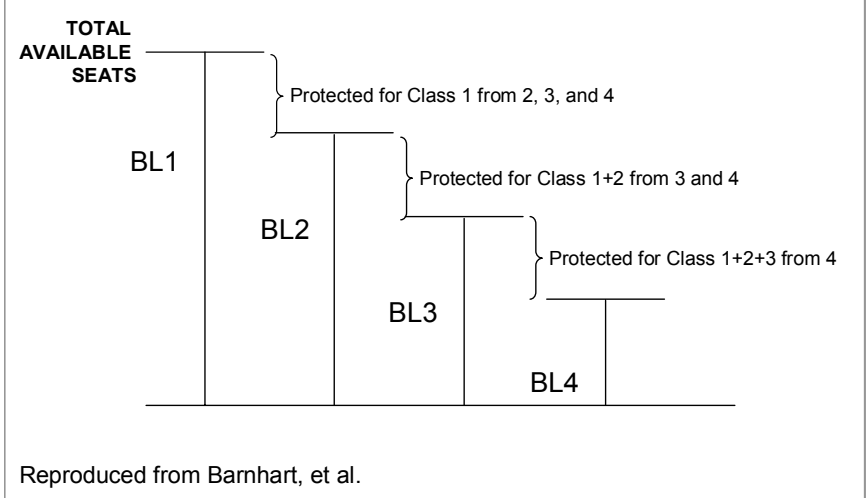 TOTAL
AVAILABLE
SEATS
Protected for Class 1 from 2, 3, and 4
BL1
Protected for Class 1+2 from 3 and 4
BL2
Protected for Class 1+2+3 from 4
BL3
BL4
Reproduced from Barnhart, et al.